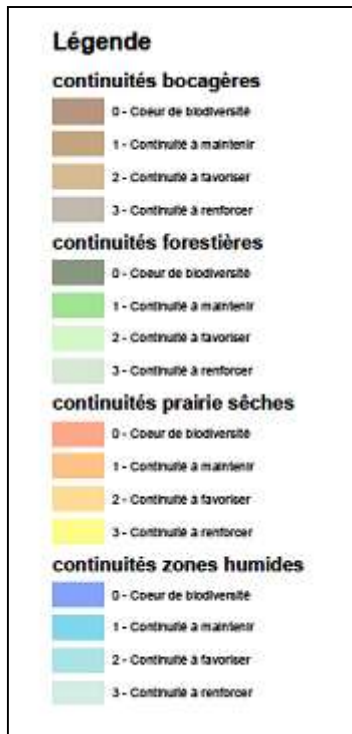 Légende
continuités bocagères
0 - Coeur de biodiversité
1 - Continuité à maintenir
2 - Continuité à favoriser
3 - Continuité à renforcer
continuités forestières
0 - Coeur de biodiversité
1 - Continuité à maintenir
2 - Continuité à favoriser
3 - Continuité à renforcer
continuités prairie sêches
0 - Coeur de biodiversité
1 - Continuité à maintenir
2 - Continuité à favoriser
3 - Continuité à renforcer
continuités zones humides
0 - Coeur de biodiversité
1 - Continuité à maintenir
2 - Continuité à favoriser
3 - Continuité à renforcer